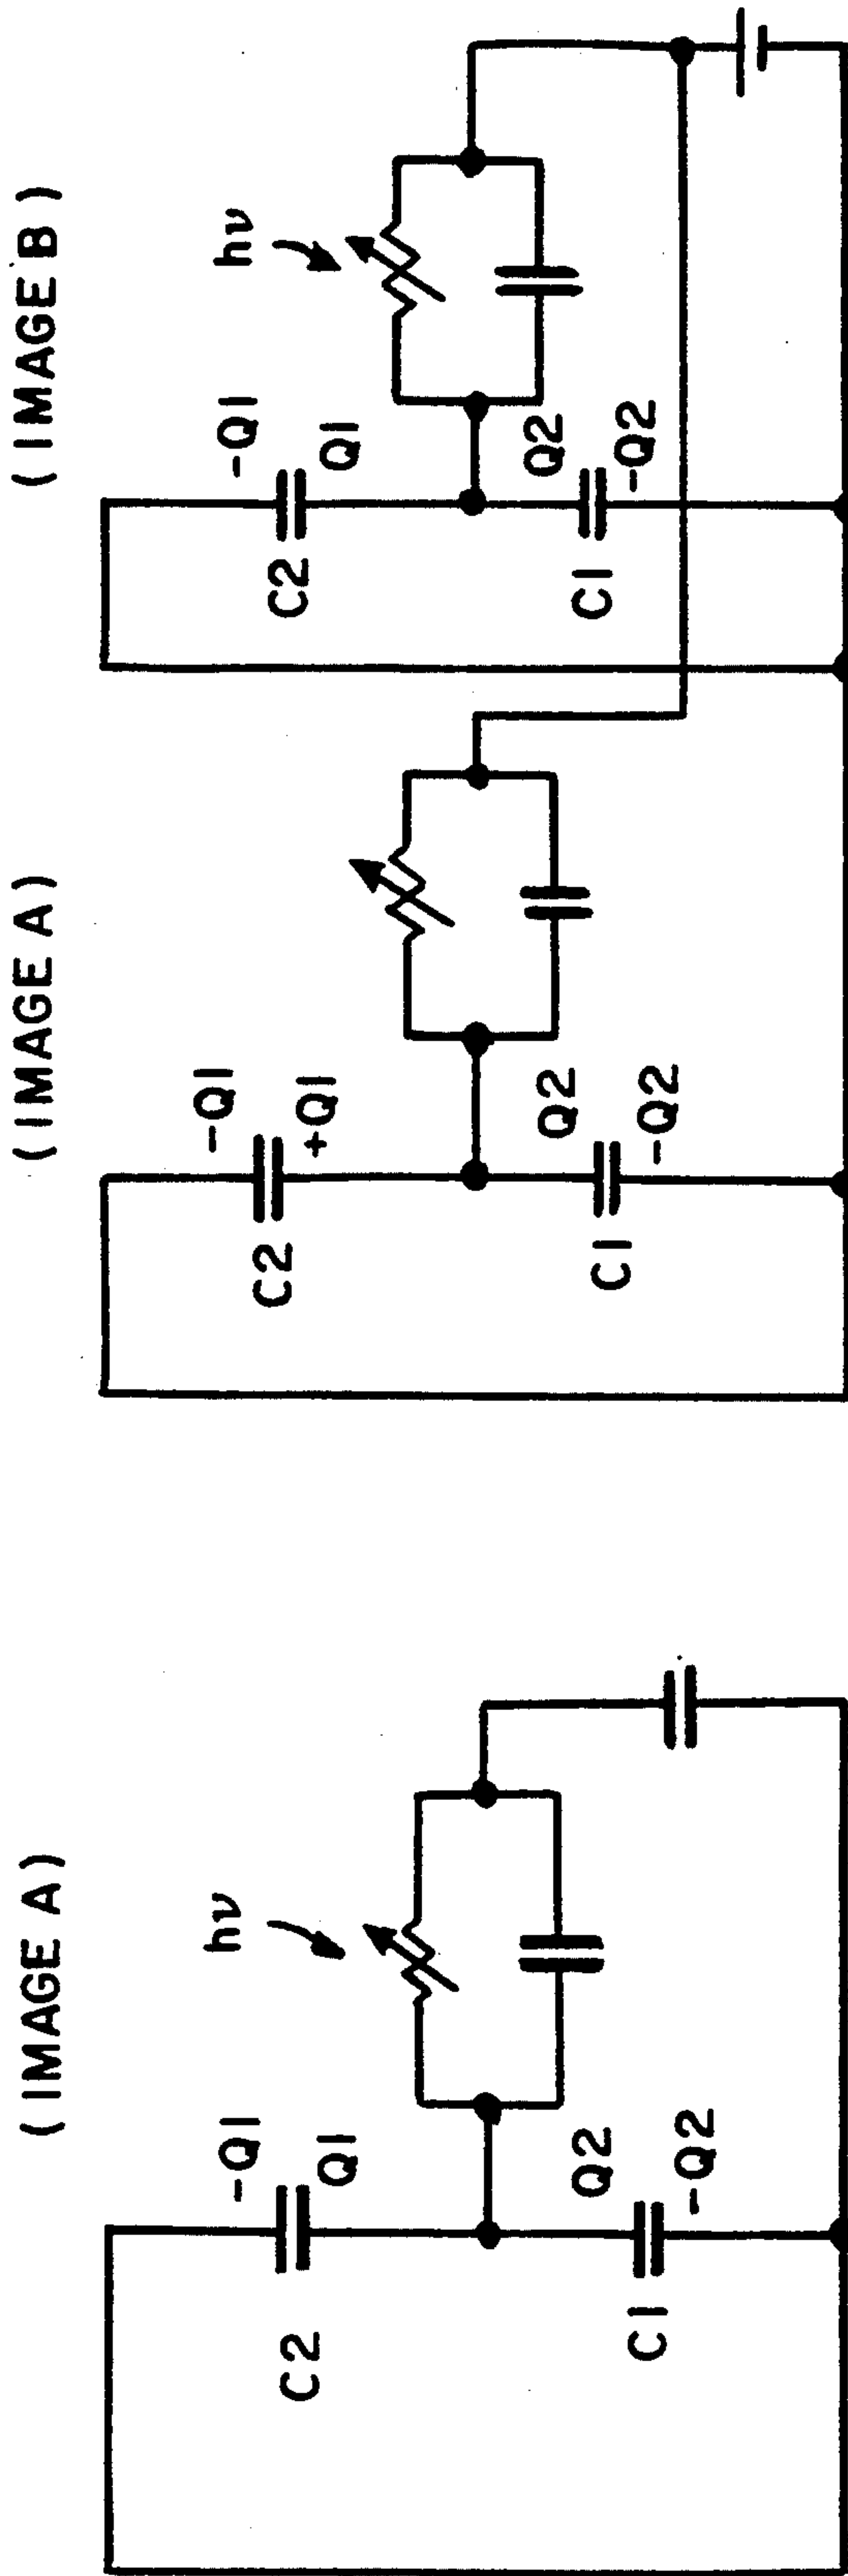 ( IMAGE A )
hν
-Q1
Q1
C2
Q2
-Q2
C1
( IMAGE A )
-Q1
+Q1
C2
Q2
-Q2
C1
( IMAGE B )
hν
-Q1
Q1
C2
Q2
-Q2
C1